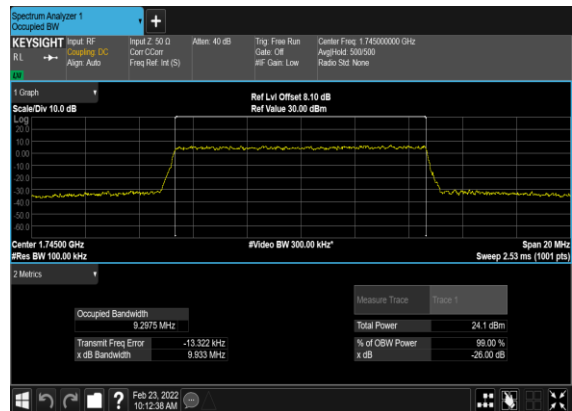 Spectrum Analyzer 1
Occupied BW
+
KEYSIGHT
RL
Input: RF
Coupling: DC
Align: Auto
Input Z: 50 Ω
Corr CCorr
Freq Ref: Int (S)
Atten: 40 dB
Trig: Free Run
Gate: Off
#IF Gain: Low
Center Freq: 1.745000000 GHz
Avg|Hold: 500/500
Radio Std: None
LW
1 Graph
Scale/Div 10.0 dB
Ref Lvl Offset 8.10 dB
Ref Value 30.00 dBm
Log
20.0
10.0
0.00
-10.0
-20.0
-30.0
-40.0
-50.0
-60.0
Center 1.74500 GHz
#Res BW 100.00 kHz
#Video BW 300.00 kHz*
Span 20 MHz
Sweep 2.53 ms (1001 pts)
2 Metrics
Measure Trace
Trace 1
Occupied Bandwidth
9.2975 MHz
Total Power
24.1 dBm
Transmit Freq Error
-13.322 kHz
% of OBW Power
99.00 %
x dB Bandwidth
9.933 MHz
x dB
-26.00 dB
?
Feb 23, 2022
10:12:38 AM